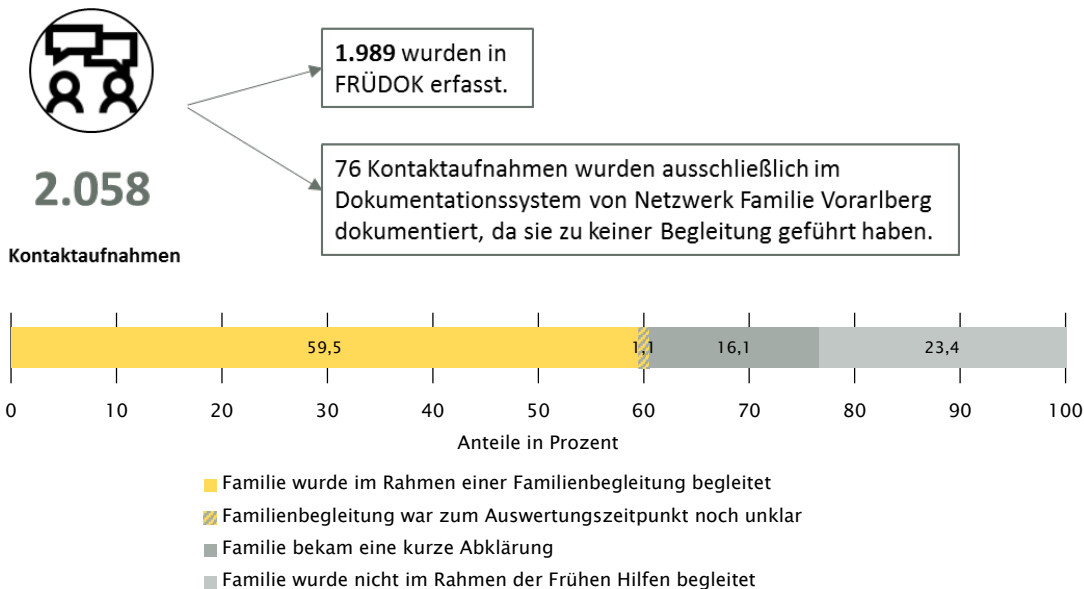 1.989 wurden in
FRÜDOK erfasst.
2.058
Kontaktaufnahmen
76 Kontaktaufnahmen wurden ausschließlich im
Dokumentationssystem von Netzwerk Familie Vorarlberg
dokumentiert, da sie zu keiner Begleitung geführt haben.
59,5
1,1
16,1
23,4
0 10 20 30 40 50 60 70 80 90 100
Anteile in Prozent
Familie wurde im Rahmen einer Familienbegleitung begleitet
Familienbegleitung war zum Auswertungszeitpunkt noch unklar
Familie bekam eine kurze Abklärung
Familie wurde nicht im Rahmen der Frühen Hilfen begleitet